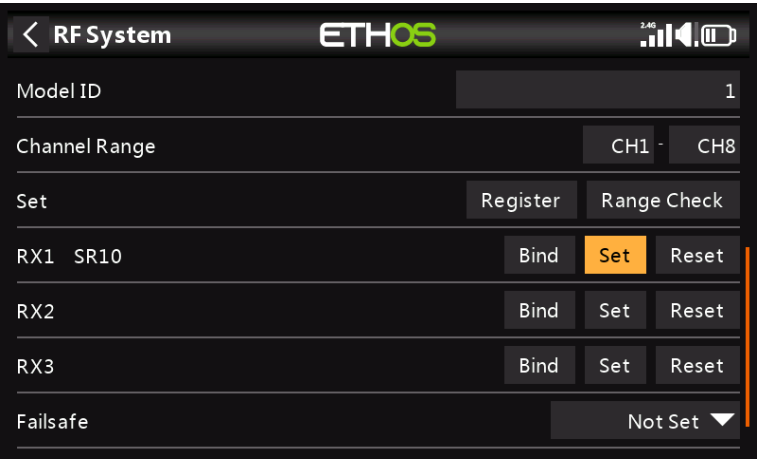 RF System ETHOS 2.4G
Model ID 1
Channel Range CH1 - CH8
Set Register Range Check
RX1 SR10 Bind Set Reset
RX2 Bind Set Reset
RX3 Bind Set Reset
Failsafe Not Set